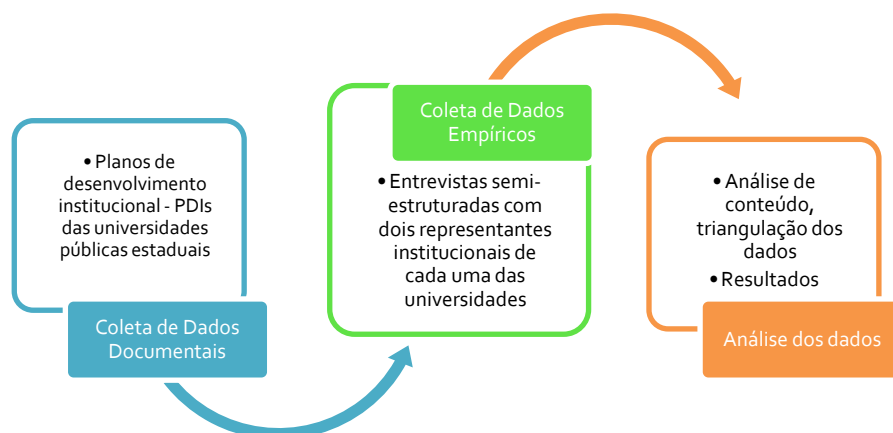 • Planos de
desenvolvimento
institucional - PDIs
das universidades
públicas estaduais
Coleta de Dados
Documentais
Coleta de Dados
Empíricos
• Entrevistas semi-
estruturadas com
dois representantes
institucionais de
cada uma das
universidades
• Análise de
conteúdo,
triangulação dos
dados
• Resultados
Análise dos dados